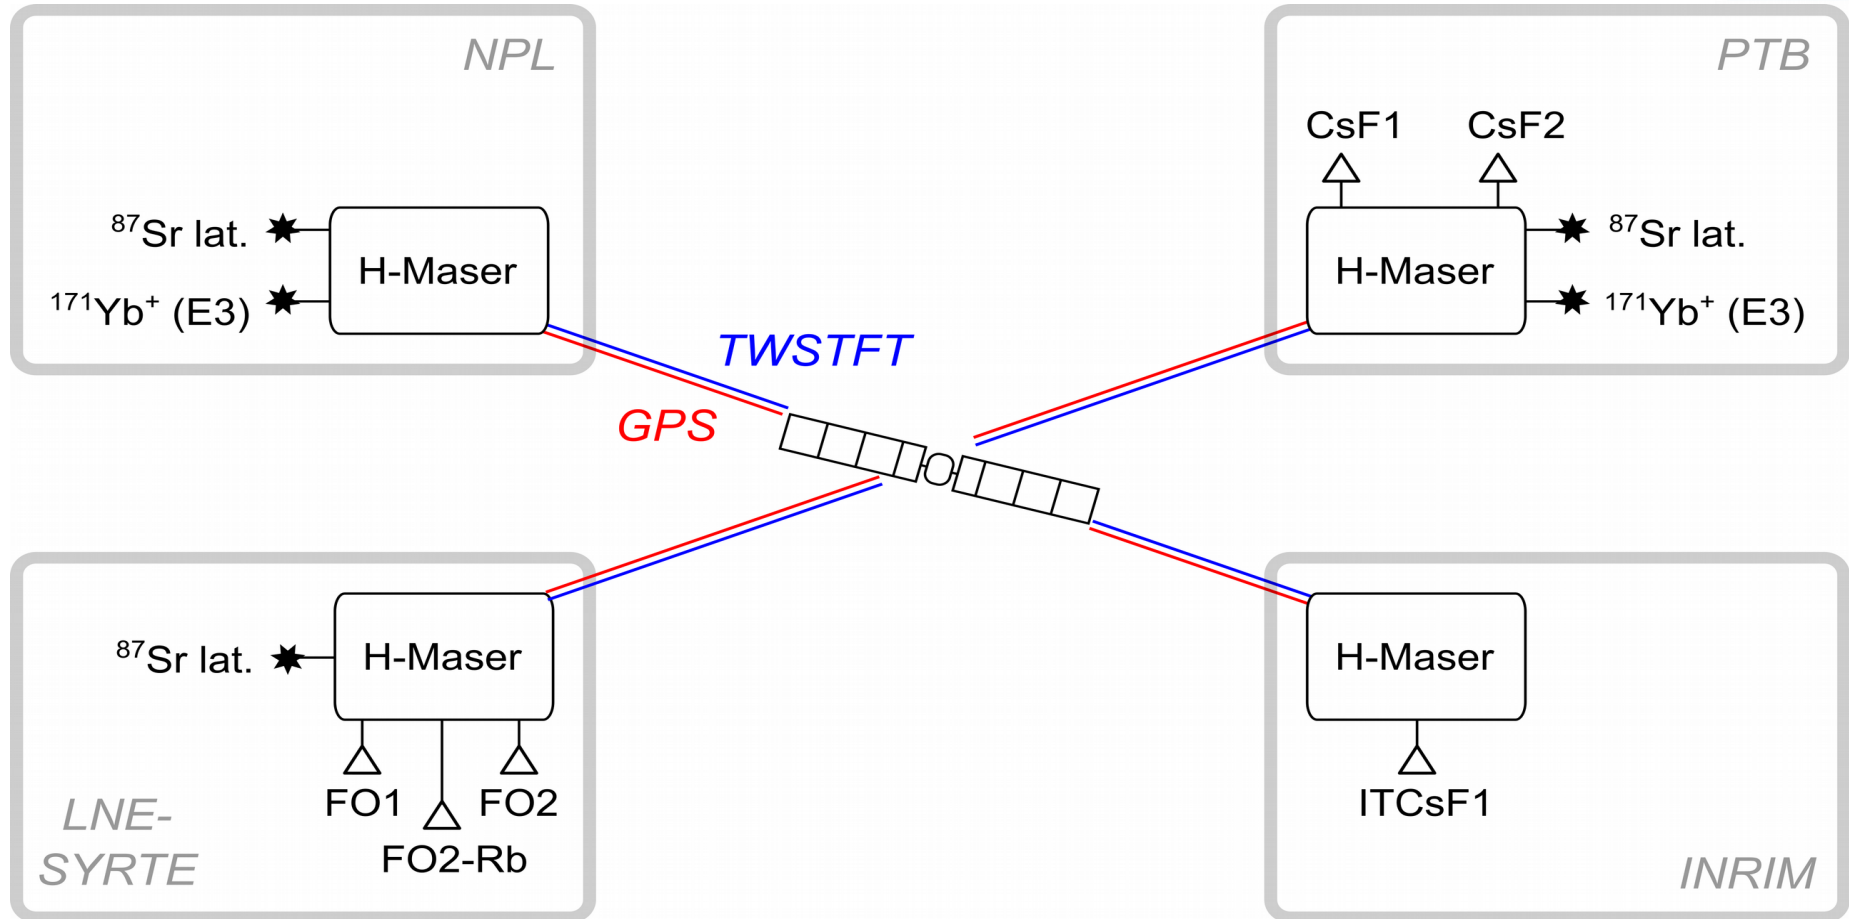 NPL
⁸⁷Sr lat.
¹⁷¹Yb⁺ (E3)
H-Maser
PTB
CsF1 CsF2
H-Maser
⁸⁷Sr lat.
¹⁷¹Yb⁺ (E3)
TWSTFT
GPS
⁸⁷Sr lat.
H-Maser
FO1 FO2
FO2-Rb
LNE-
SYRTE
H-Maser
ITCsF1
INRIM